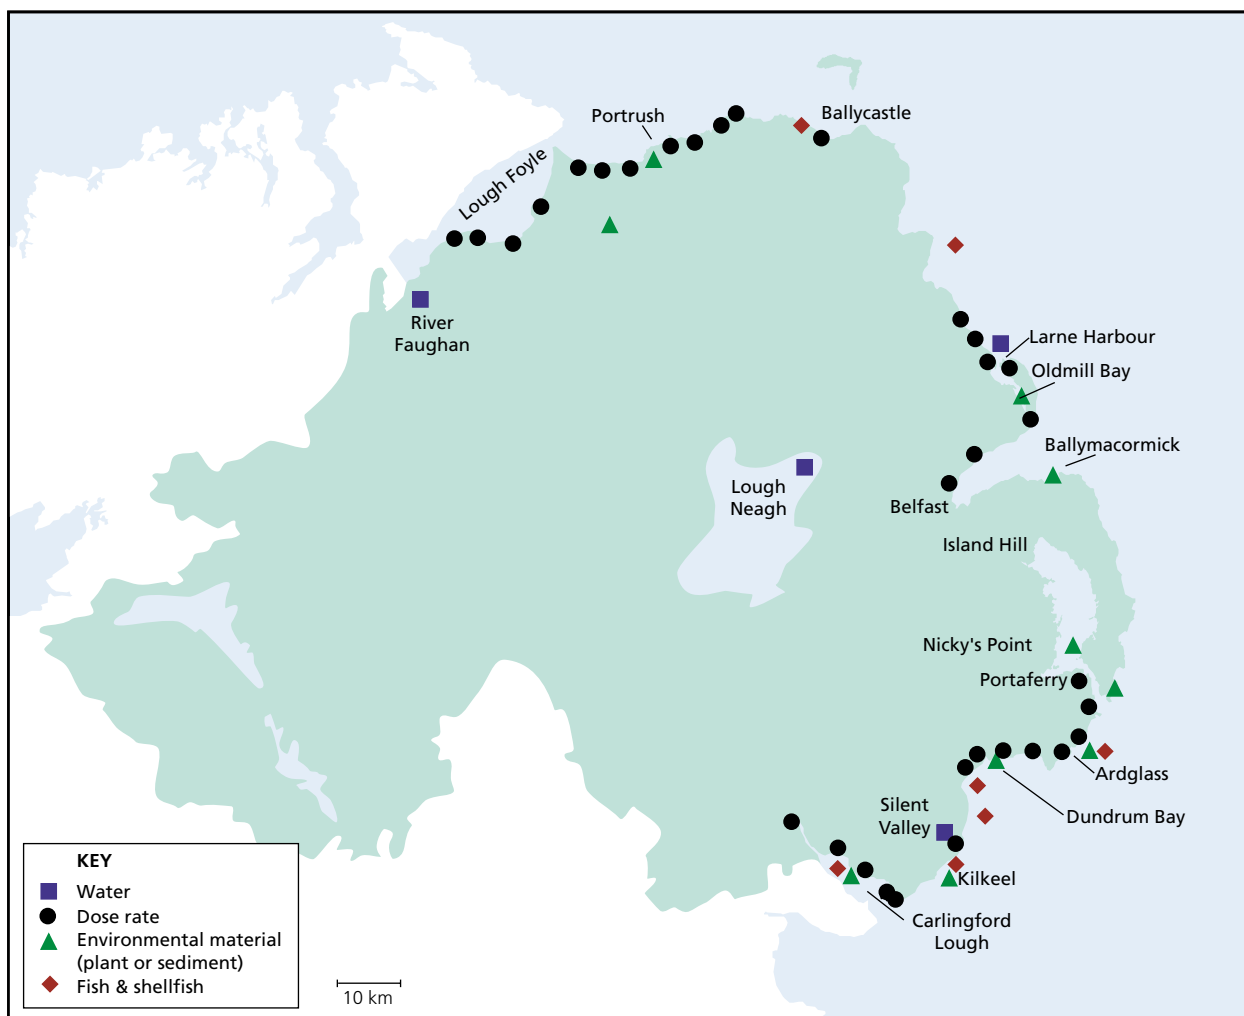 Portrush
Ballycastle
Lough Foyle
River
Faughan
Larne Harbour
Oldmill Bay
Ballymacormick
Lough
Neagh
Belfast
Island Hill
Nicky's Point
Portaferry
Ardglass
Silent
Valley
Dundrum Bay
Kilkeel
Carlingford
Lough
KEY
Water
Dose rate
Environmental material
(plant or sediment)
Fish & shellfish
10 km